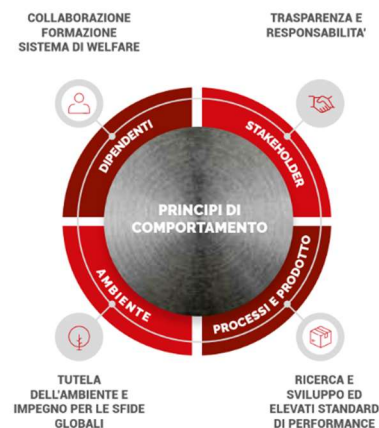 COLLABORAZIONE
FORMAZIONE
SISTEMA DI WELFARE
TRASPARENZA E
RESPONSABILITA'
DIPENDENTI
STAKEHOLDER
PRINCIPI DI
COMPORTAMENTO
AMBIENTE
PROCESSI E PRODOTTO
TUTELA
DELL'AMBIENTE E
IMPEGNO PER LE SFIDE
GLOBALI
RICERCA E
SVILUPPO ED
ELEVATI STANDARD
DI PERFORMANCE